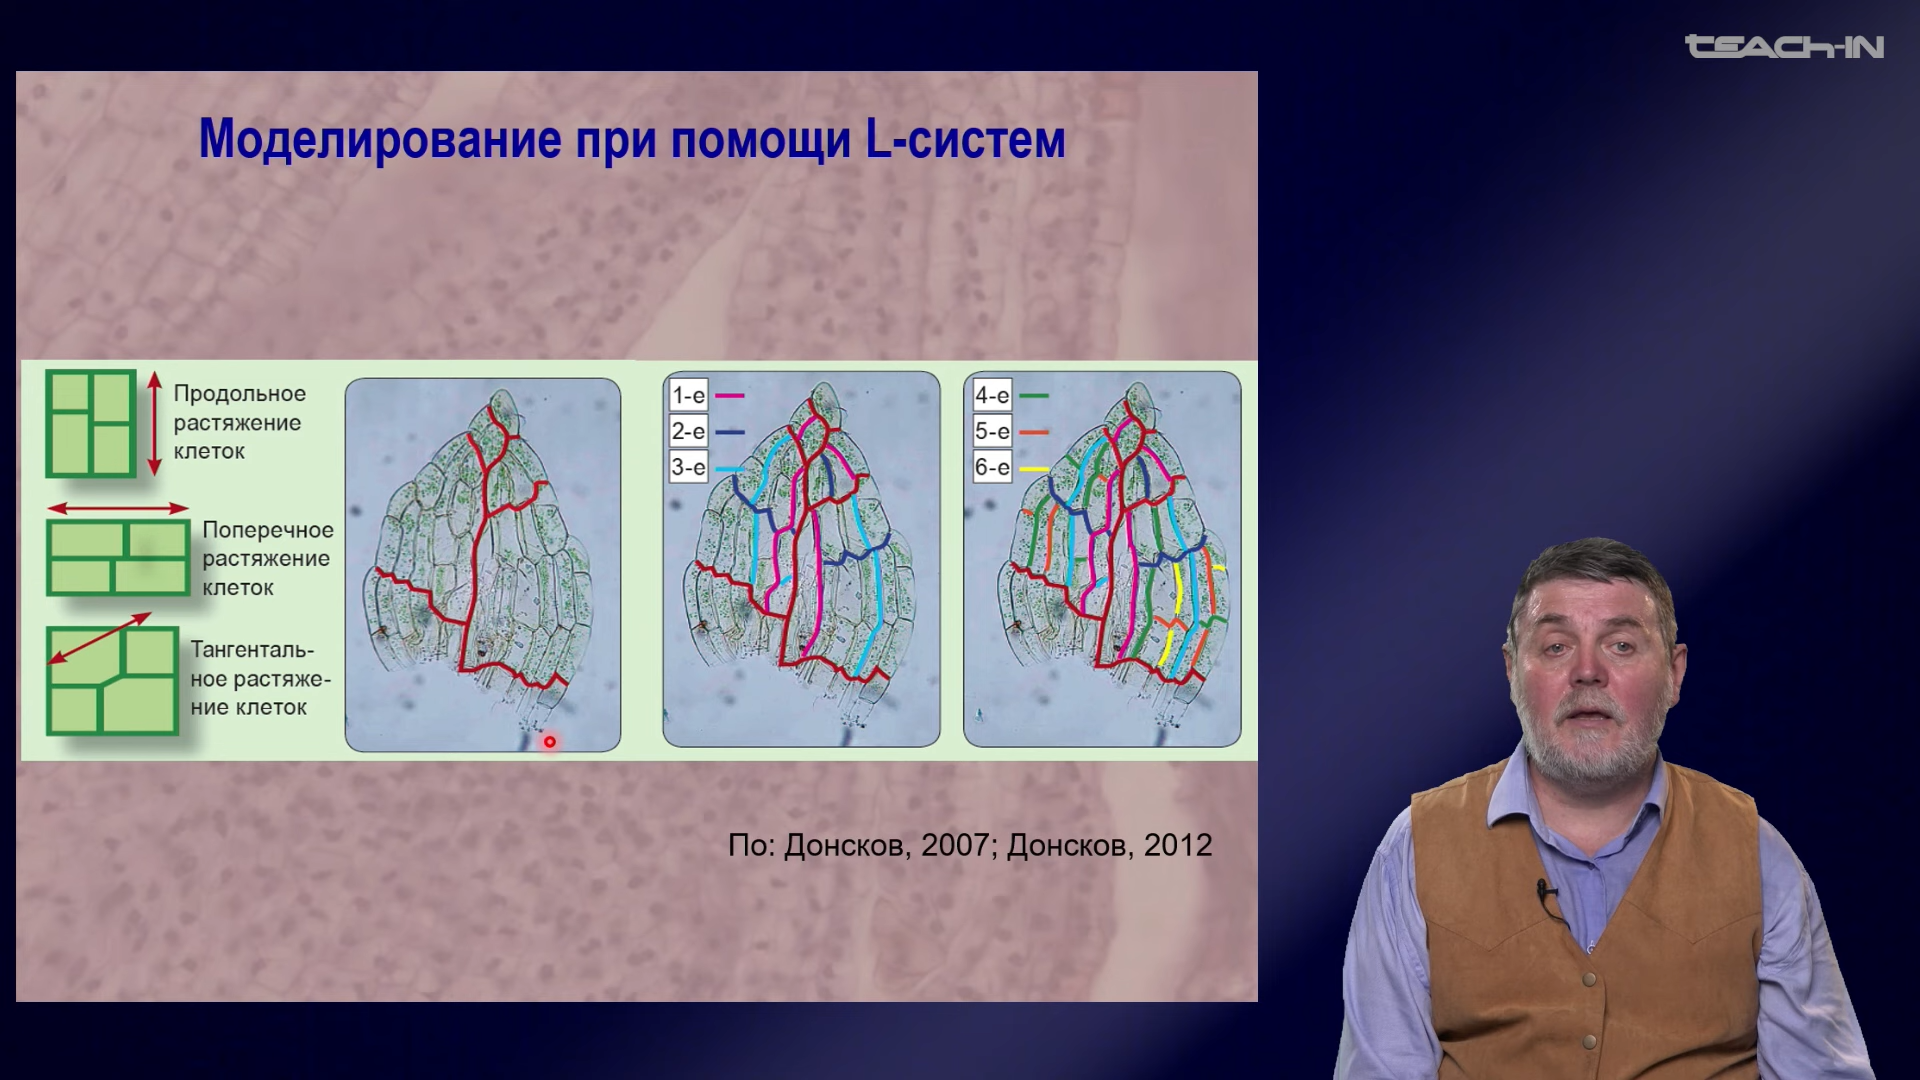 TEACH-IN
Моделирование при помощи L-систем
Продольное
растяжение
клеток
Поперечное
растяжение
клеток
Тангенталь-
ное растяже-
ние клеток
1-е
2-е
3-е
4-е
5-е
6-е
По: Донсков, 2007; Донсков, 2012